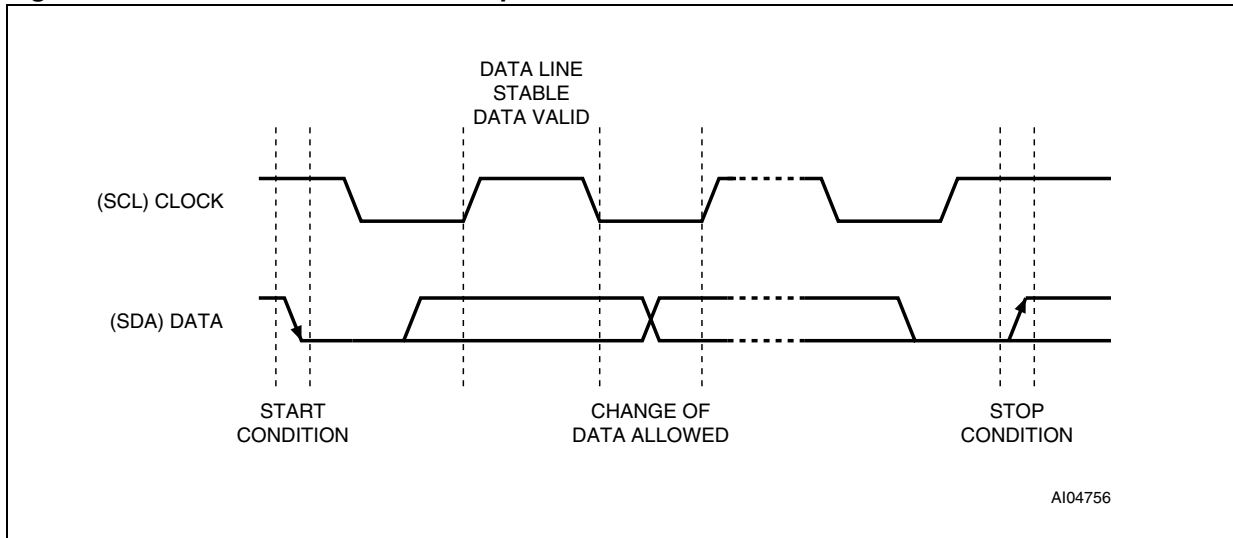 DATA LINE
STABLE
DATA VALID
(SCL) CLOCK
(SDA) DATA
START
CONDITION
CHANGE OF
DATA ALLOWED
STOP
CONDITION
AI04756